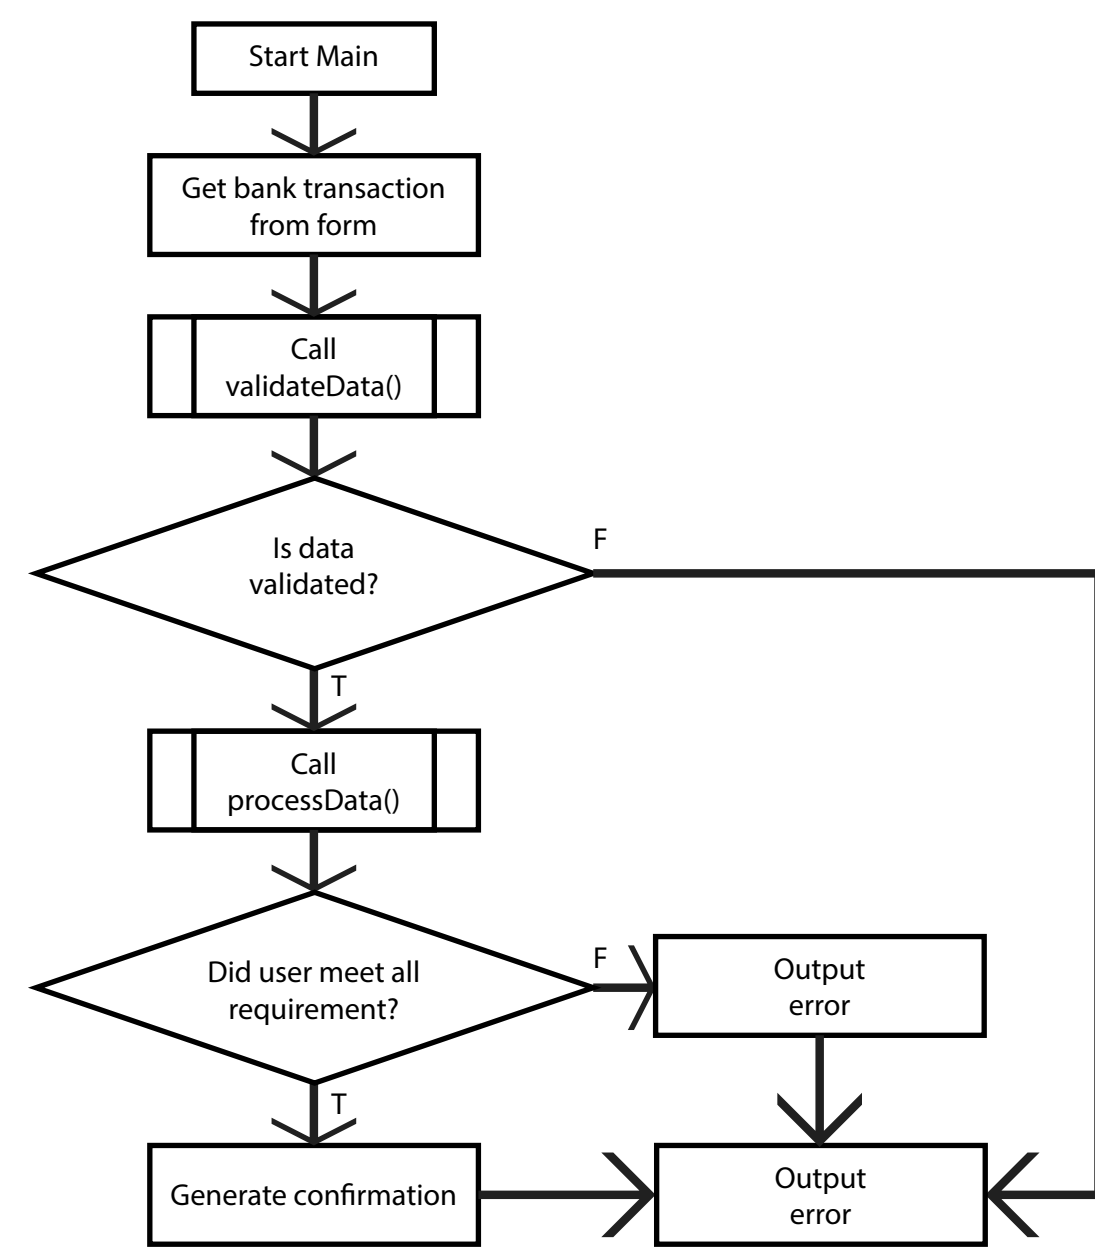 Start Main
Get bank transaction
from form
Call
validateData()
Is data
validated?
F
T
Call
processData()
Did user meet all
requirement?
F
Output
error
T
Generate confirmation
Output
error